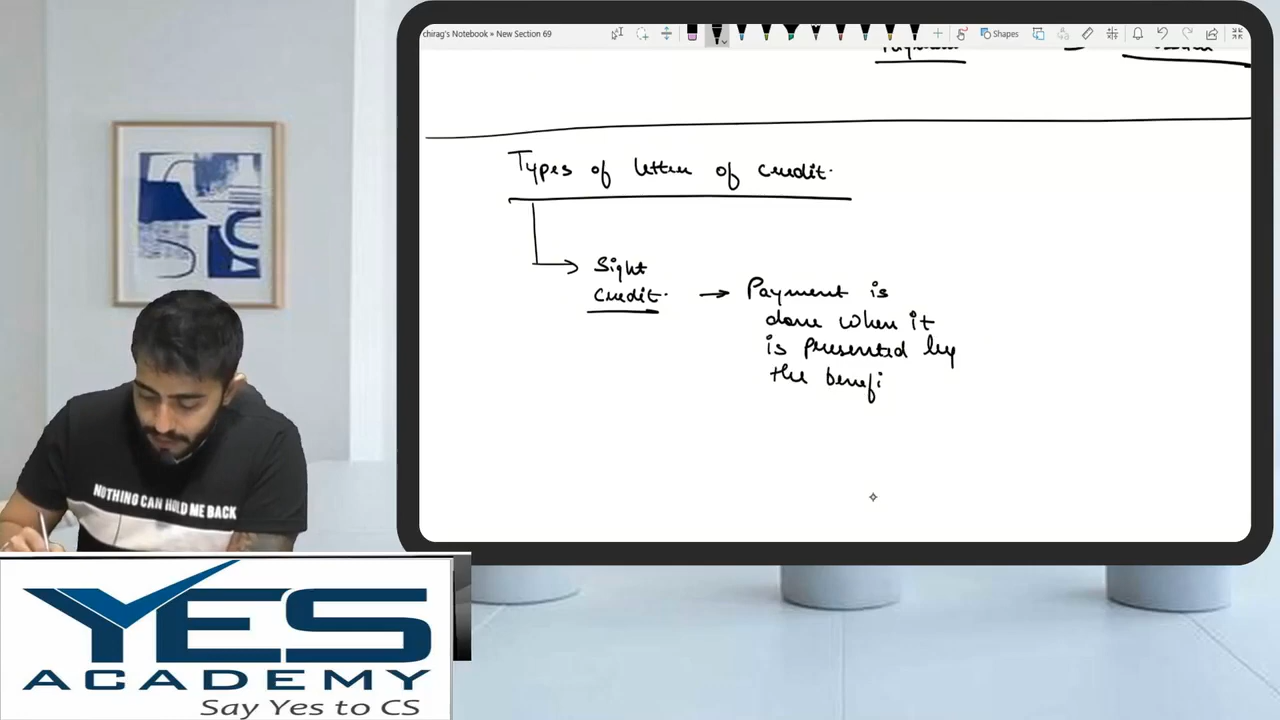 chirag's Notebook » New Section 69
Shapes
Types of letter of credit.
Sight
credit.
→ Payment is
done when it
is presented by
the benefi
NOTHING CAN HOLD ME BACK
YES
ACADEMY
Say Yes to CS